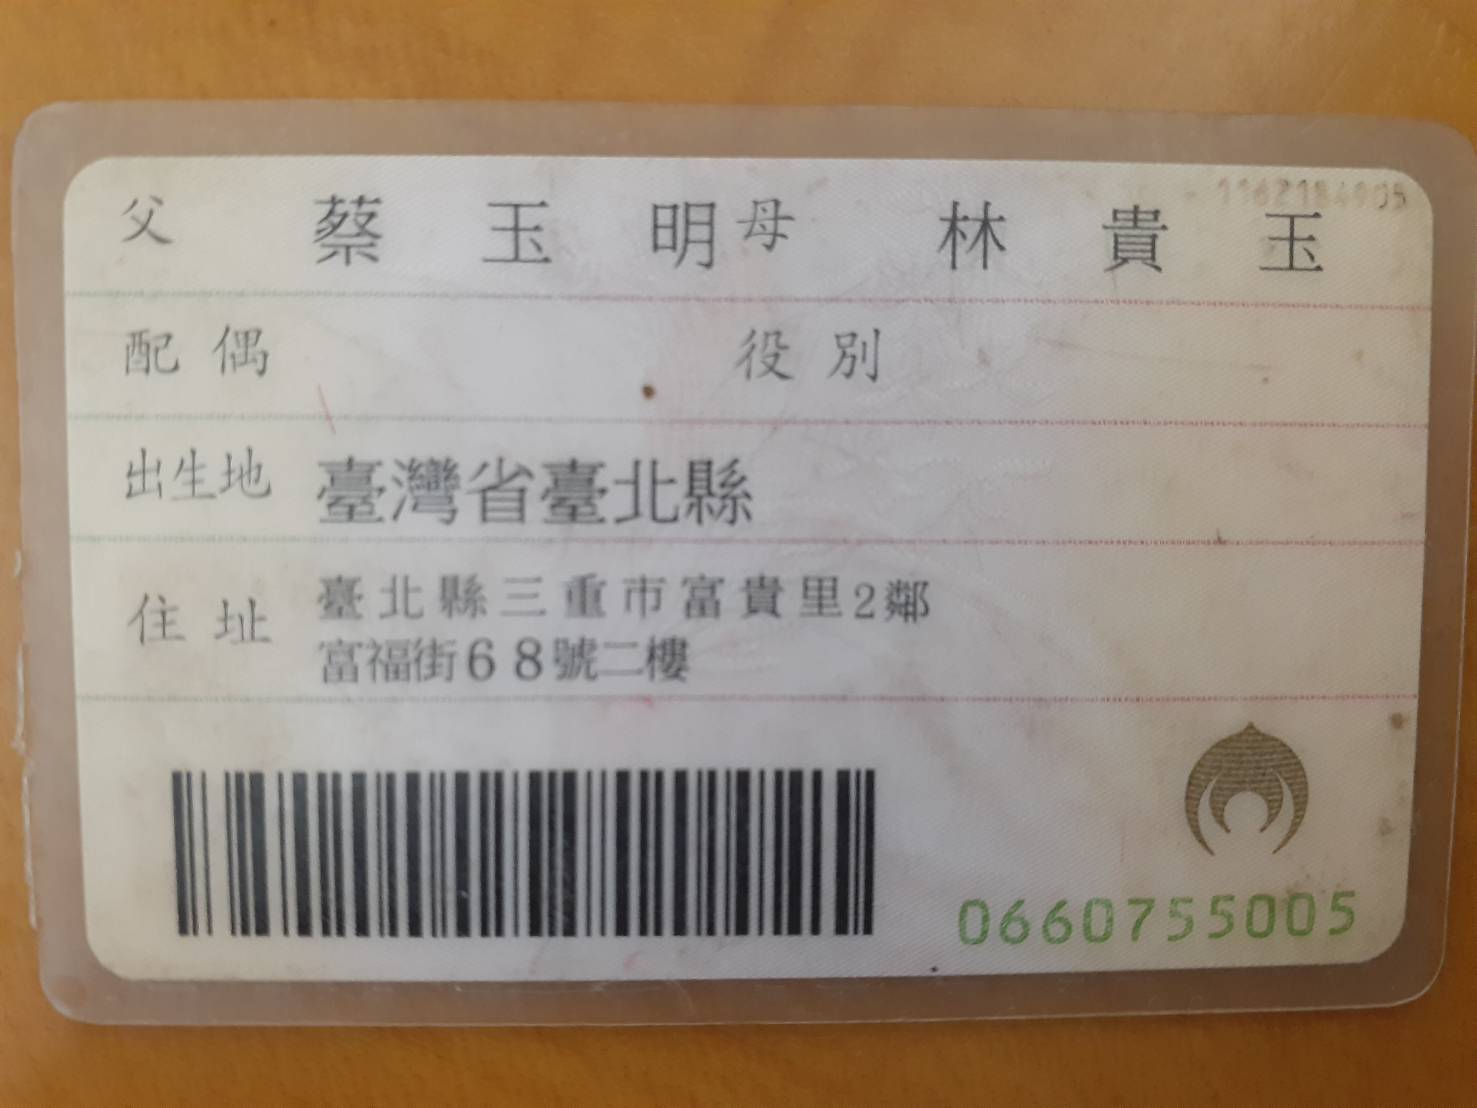 父 蔡玉明 母 林貴玉
配偶 役別
出生地 臺灣省臺北縣
住址 臺北縣三重市富貴里2鄰
富福街68號二樓
0660755005